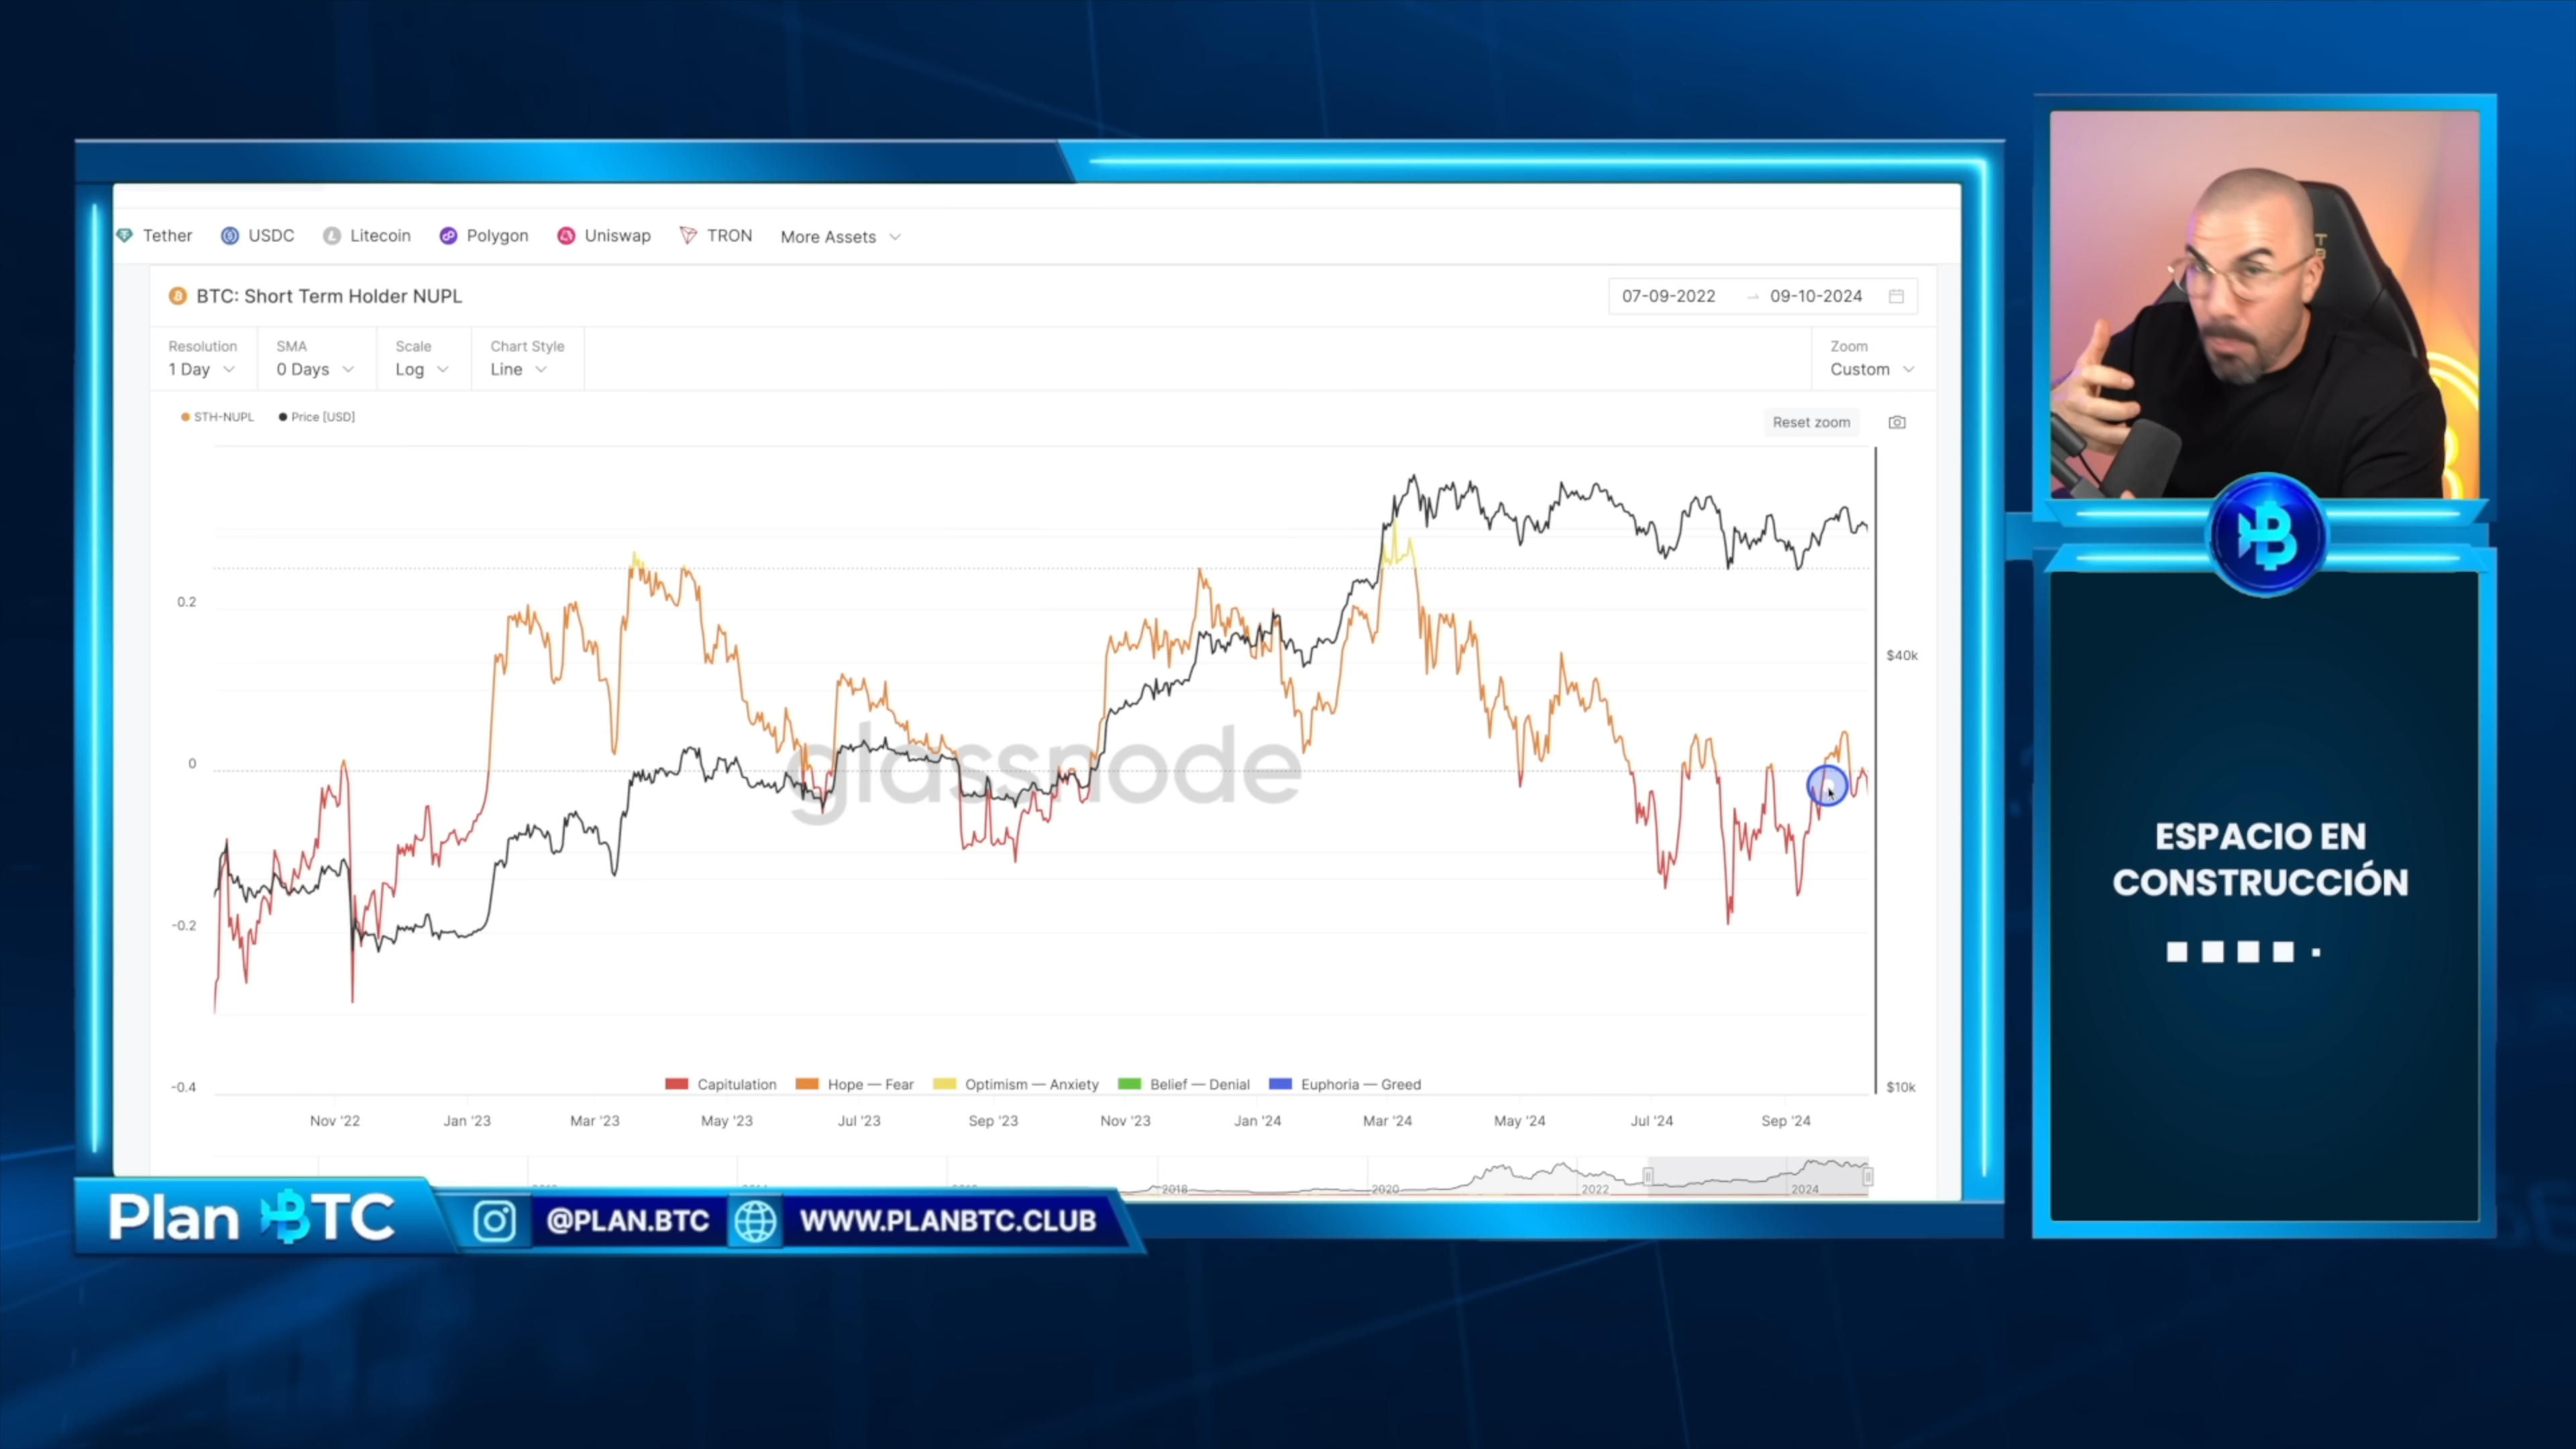 Tether USDC Litecoin Polygon Uniswap TRON More Assets
BTC: Short Term Holder NUPL
07-09-2022 → 09-10-2024
Resolution SMA Scale Chart Style Zoom
1 Day 0 Days Log Line Custom
STH-NUPL Price [USD]
Reset zoom
0.2
0
-0.2
-0.4
$40k
$10k
glassnode
Capitulation Hope — Fear Optimism — Anxiety Belief — Denial Euphoria — Greed
Nov '22 Jan '23 Mar '23 May '23 Jul '23 Sep '23 Nov '23 Jan '24 Mar '24 May '24 Jul '24 Sep '24
2018 2020 2022 2024
Plan BTC
@PLAN.BTC
WWW.PLANBTC.CLUB
ESPACIO EN
CONSTRUCCIÓN